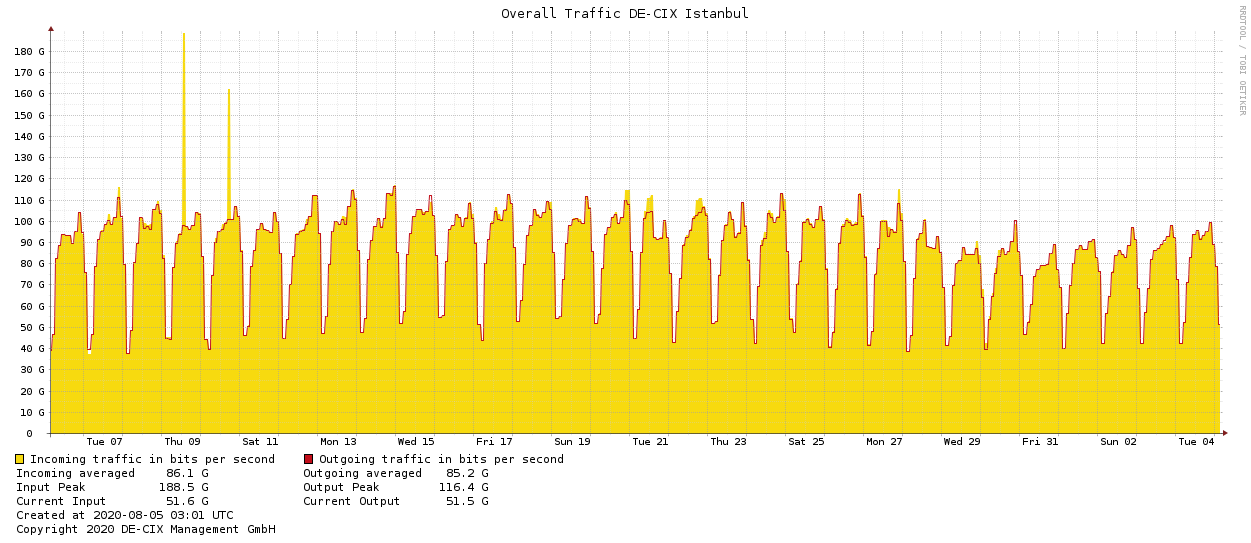 Overall Traffic DE-CIX Istanbul
RRDTOOL / TOBI OETIKER
180 G
170 G
160 G
150 G
140 G
130 G
120 G
110 G
100 G
90 G
80 G
70 G
60 G
50 G
40 G
30 G
20 G
10 G
0
Tue 07 Thu 09 Sat 11 Mon 13 Wed 15 Fri 17 Sun 19 Tue 21 Thu 23 Sat 25 Mon 27 Wed 29 Fri 31 Sun 02 Tue 04
Incoming traffic in bits per second Outgoing traffic in bits per second
Incoming averaged 86.1 G Outgoing averaged 85.2 G
Input Peak 188.5 G Output Peak 116.4 G
Current Input 51.6 G Current Output 51.5 G
Created at 2020-08-05 03:01 UTC
Copyright 2020 DE-CIX Management GmbH